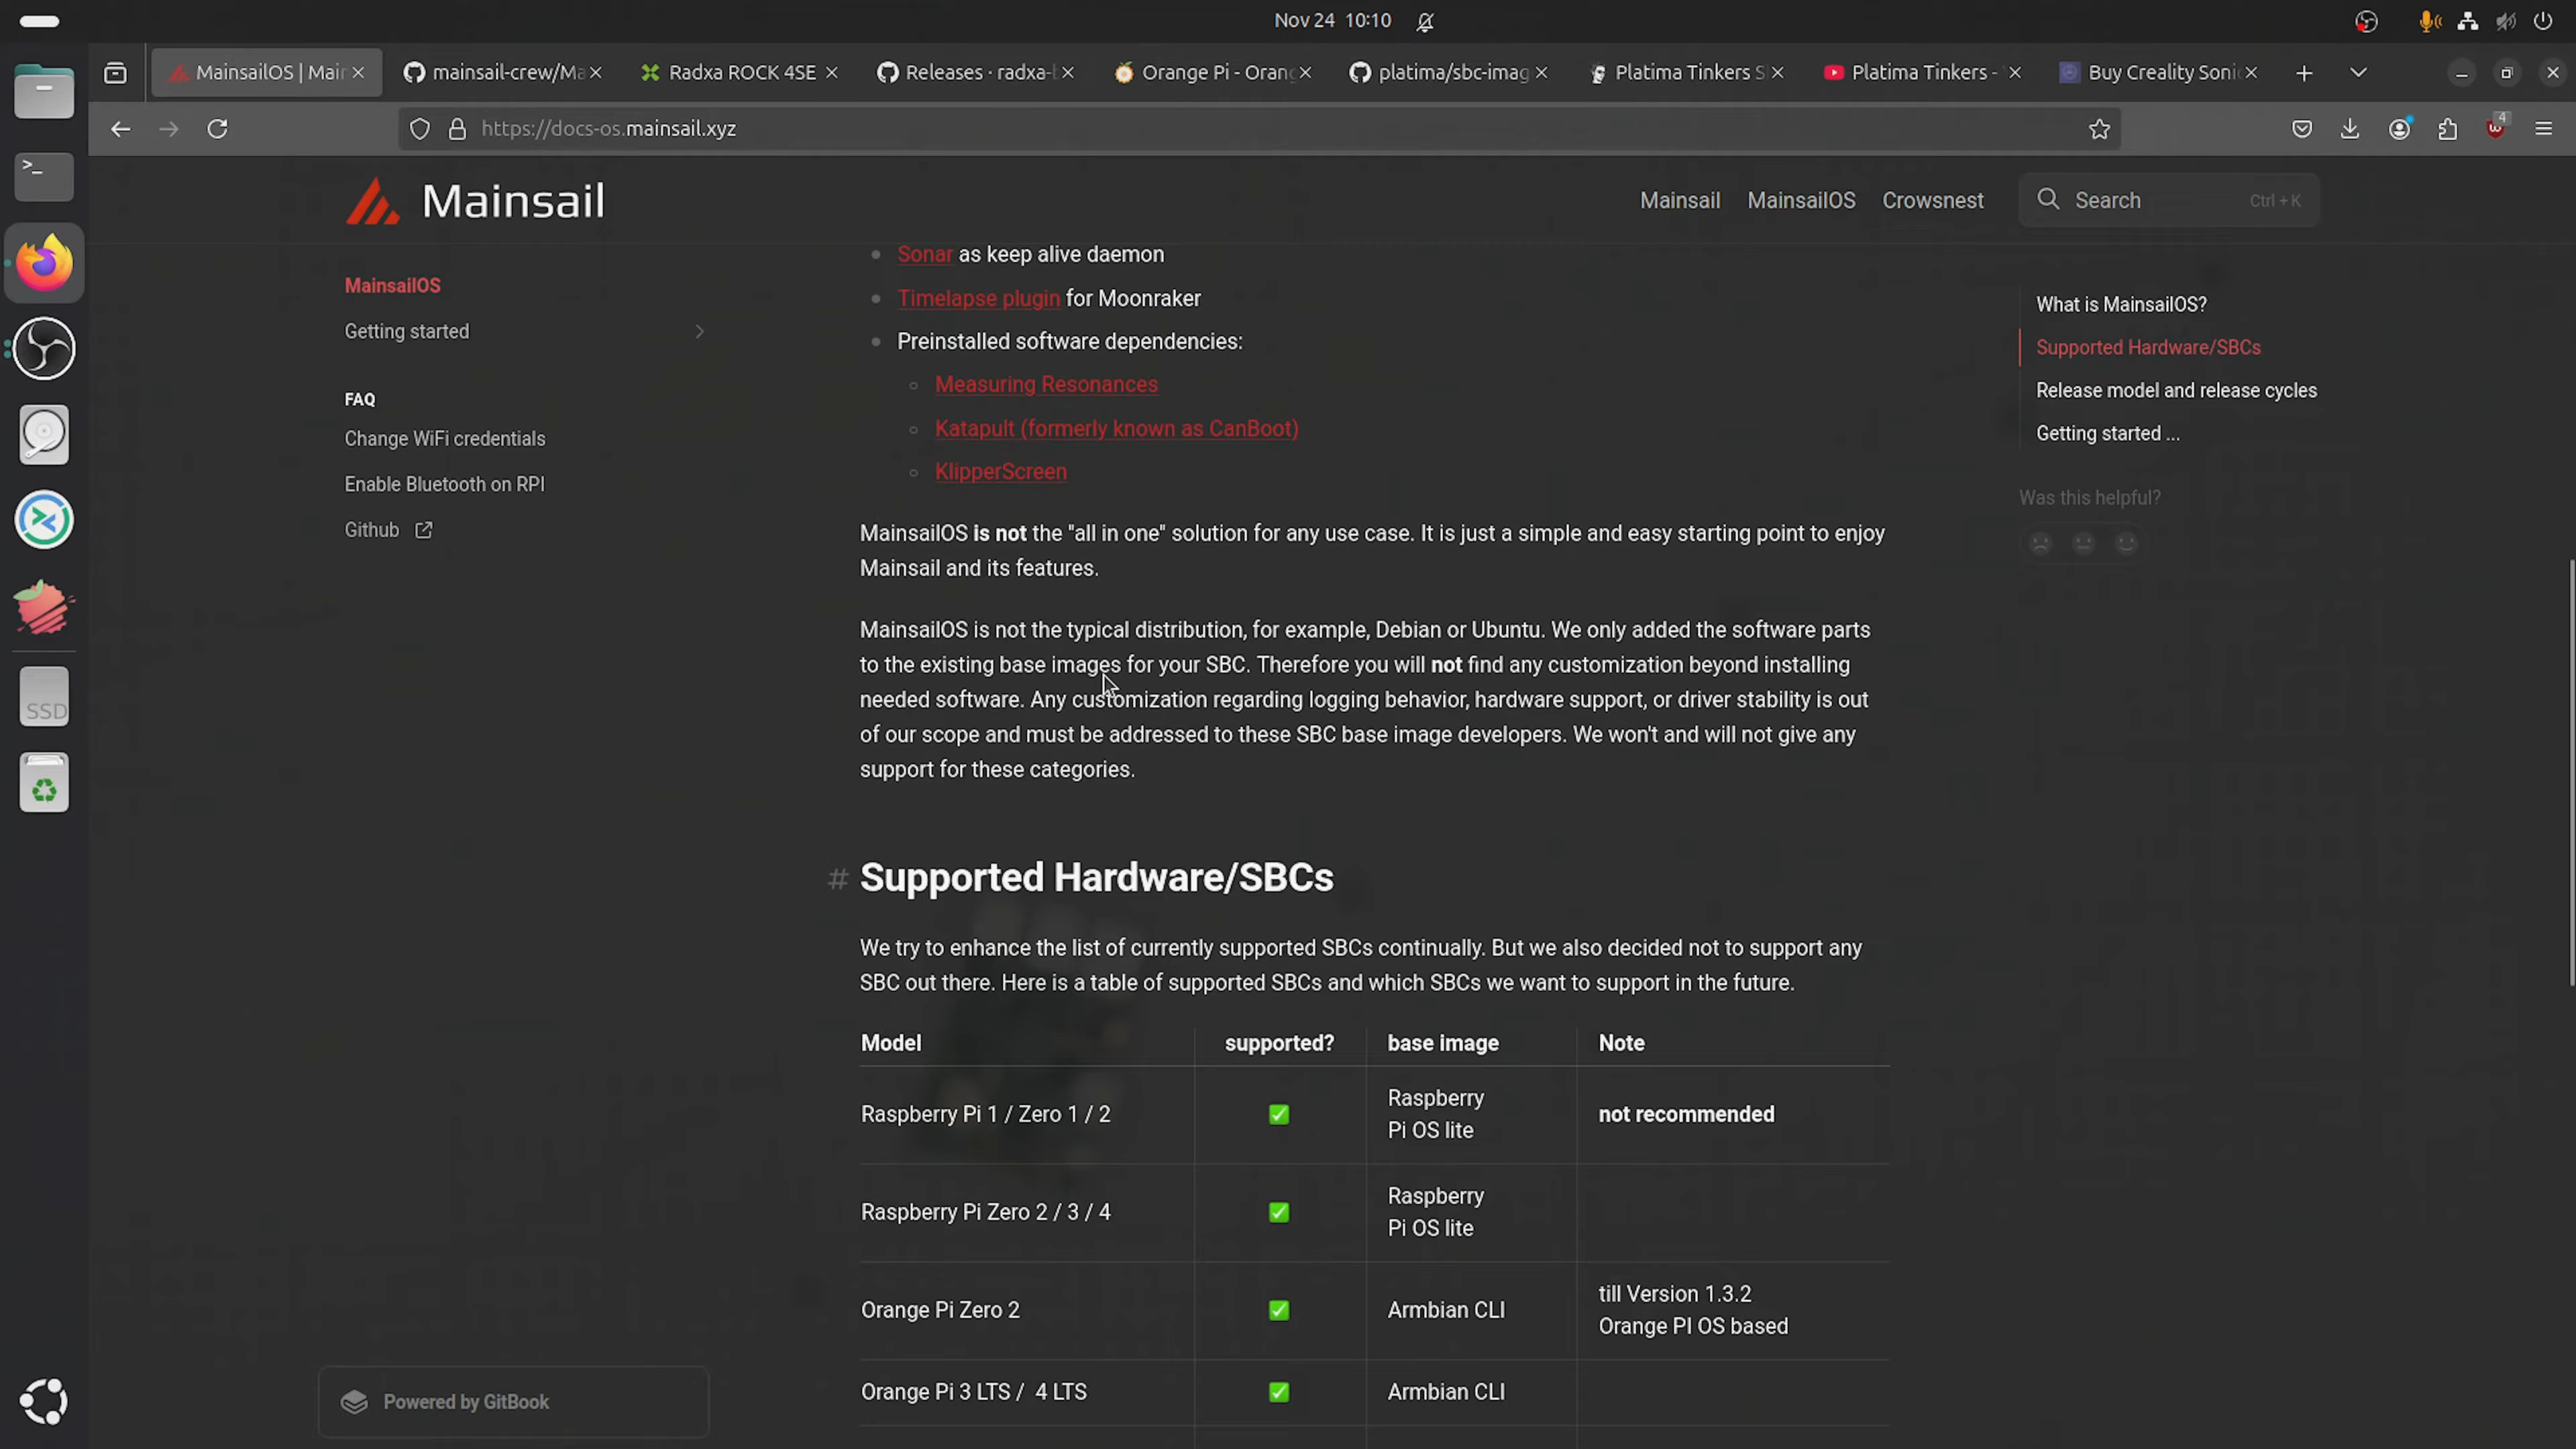 Nov 24 10:10
MainsailOS | Mair
mainsail-crew/Ma
Radxa ROCK 4SE
Releases · radxa-b
Orange Pi - Orang
platima/sbc-imag
Platima Tinkers S
Platima Tinkers - Y
Buy Creality Soni
https://docs-os.mainsail.xyz
4
Mainsail
Mainsail
MainsailOS
Crowsnest
Search
Ctrl + K
MainsailOS
Getting started
FAQ
Change WiFi credentials
Enable Bluetooth on RPI
Github
Powered by GitBook
Sonar as keep alive daemon
Timelapse plugin for Moonraker
Preinstalled software dependencies:
Measuring Resonances
Katapult (formerly known as CanBoot)
KlipperScreen
MainsailOS is not the "all in one" solution for any use case. It is just a simple and easy starting point to enjoy
Mainsail and its features.
MainsailOS is not the typical distribution, for example, Debian or Ubuntu. We only added the software parts
to the existing base images for your SBC. Therefore you will not find any customization beyond installing
needed software. Any customization regarding logging behavior, hardware support, or driver stability is out
of our scope and must be addressed to these SBC base image developers. We won't and will not give any
support for these categories.
# Supported Hardware/SBCs
We try to enhance the list of currently supported SBCs continually. But we also decided not to support any
SBC out there. Here is a table of supported SBCs and which SBCs we want to support in the future.
Model supported? base image Note
Raspberry Pi 1 / Zero 1 / 2
Raspberry
Pi OS lite
not recommended
Raspberry Pi Zero 2 / 3 / 4
Raspberry
Pi OS lite
Orange Pi Zero 2
Armbian CLI
till Version 1.3.2
Orange PI OS based
Orange Pi 3 LTS / 4 LTS
Armbian CLI
What is MainsailOS?
Supported Hardware/SBCs
Release model and release cycles
Getting started ...
Was this helpful?
SSD